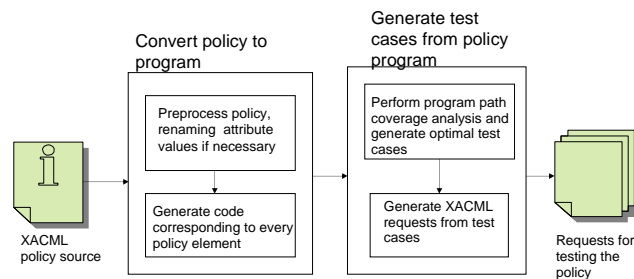 Convert policy to
program
Preprocess policy,
renaming attribute
values if necessary
Generate code
corresponding to every
policy element
Generate test
cases from policy
program
Perform program path
coverage analysis and
generate optimal test
cases
Generate XACML
requests from test
cases
i
XACML
policy source
Requests for
testing the
policy